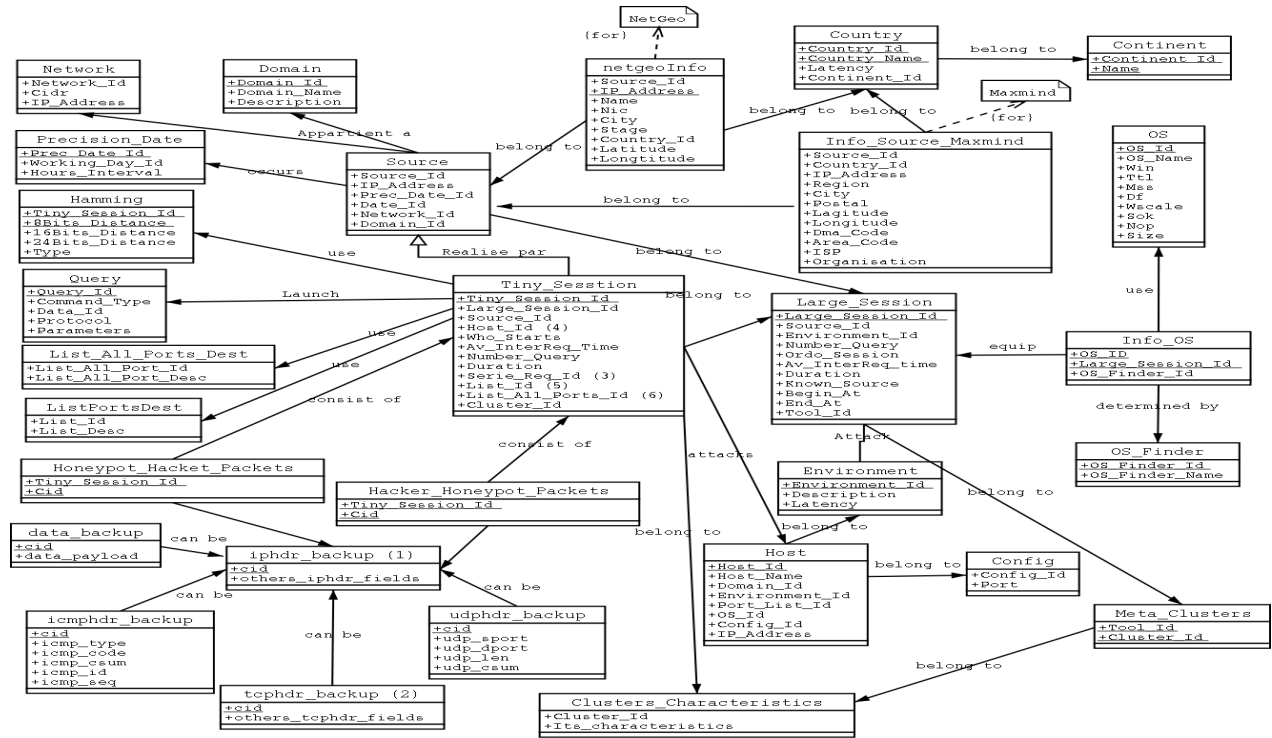 NetGeo
{for}
Country
+Country_Id
+Country_Name
+Latency
+Continent_Id
belong to
Continent
+Continent_Id
+Name
Network
+Network_Id
+Cidr
+IP_Address
Domain
+Domain_Id
+Domain_Name
+Description
netgeoInfo
+Source_Id
+IP_Address
+Name
+Nic
+City
+Stage
+Country_Id
+Latitude
+Longtitude
belong to
belong to
Maxmind
{for}
Appartient a
belong to
Precision_Date
+Prec_Date_Id
+Working_Day_Id
+Hours_Interval
occurs
Source
+Source_Id
+IP_Address
+Prec_Date_Id
+Date_Id
+Network_Id
+Domain_Id
belong to
Info_Source_Maxmind
+Source_Id
+Country_Id
+IP_Address
+Region
+City
+Postal
+Lagitude
+Longitude
+Dma_Code
+Area_Code
+ISP
+Organisation
OS
+OS_Id
+OS_Name
+Win
+Ttl
+Mss
+Df
+Wscale
+Sok
+Nop
+Size
Hamming
+Tiny_Session_Id
+8Bits_Distance
+16Bits_Distance
+24Bits_Distance
+Type
use
Realise par
belong to
Query
+Query_Id
+Command_Type
+Data_Id
+Protocol
+Parameters
Launch
Tiny_Sesstion
+Tiny_Session_Id
+Large_Session_Id
+Source_Id
+Host_Id (4)
+Who_Starts
+Av_InterReq_Time
+Number_Query
+Duration
+Serie_Req_Id (3)
+List_Id (5)
+List_All_Ports_Id (6)
+Cluster_Id
belong to
Large_Session
+Large_Session_Id
+Source_Id
+Environment_Id
+Number_Query
+Ordo_Session
+Av_InterReq_time
+Duration
+Known_Source
+Begin_At
+End_At
+Tool_Id
use
equip
Info_OS
+OS_ID
+Large_Session_Id
+OS_Finder_Id
use
List_All_Ports_Dest
+List_All_Port_Id
+List_All_Port_Desc
use
consist of
ListPortsDest
+List_Id
+List_Desc
determined by
OS_Finder
+OS_Finder_Id
+OS_Finder_Name
consist of
attacks
Attack
Honeypot_Hacket_Packets
+Tiny_Session_Id
+Cid
Hacker_Honeypot_Packets
+Tiny_Session_Id
+Cid
Environment
+Environment_Id
+Description
+Latency
belong to
belong to
belong to
data_backup
+cid
+data_payload
can be
iphdr_backup (1)
+cid
+others_iphdr_fields
Host
+Host_Id
+Host_Name
+Domain_Id
+Environment_Id
+Port_List_Id
+OS_Id
+Config_Id
+IP_Address
belong to
Config
+Config_Id
+Port
can be
can be
icmphdr_backup
+cid
+icmp_type
+icmp_code
+icmp_csum
+icmp_id
+icmp_seq
can be
udphdr_backup
+cid
+udp_sport
+udp_dport
+udp_len
+udp_csum
Meta_Clusters
+Tool_Id
+Cluster_Id
belong to
tcphdr_backup (2)
+cid
+others_tcphdr_fields
Clusters_Characteristics
+Cluster_Id
+Its_characteristics